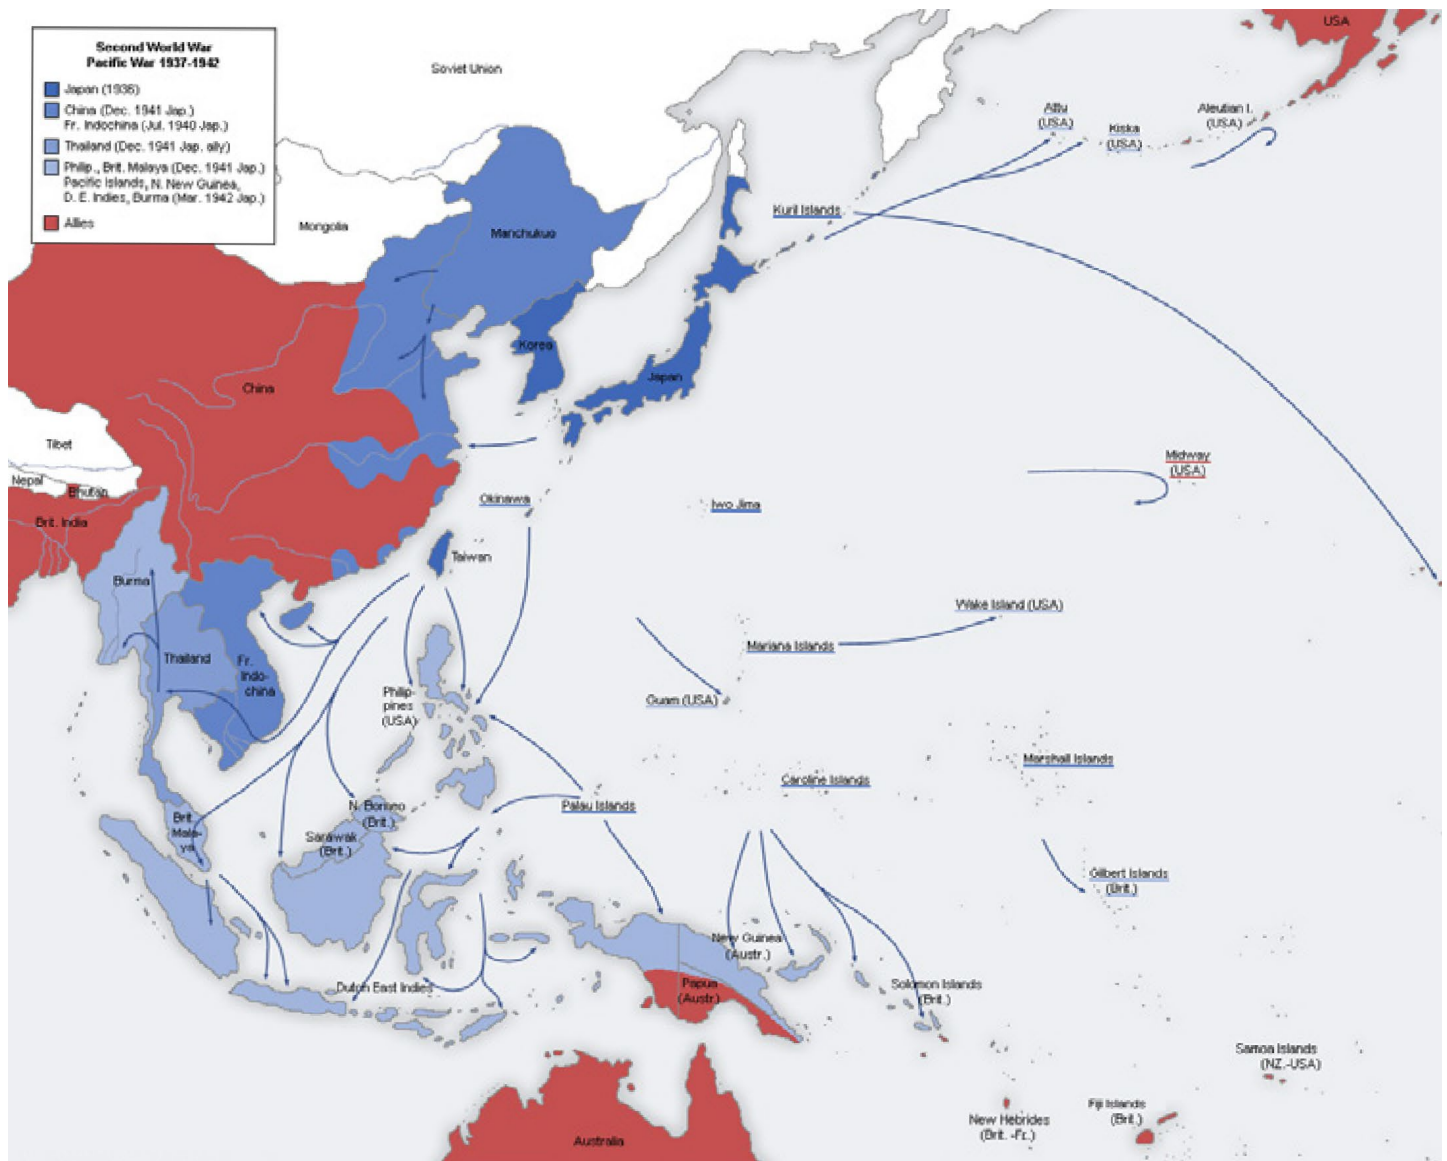 Second World War
Pacific War 1937-1942
Japan (1936)
China (Dec. 1941 Jap.)
Fr. Indochina (Jul. 1940 Jap.)
Thailand (Dec. 1941 Jap. ally)
Philip., Brit. Malaya (Dec. 1941 Jap.)
Pacific Islands, N. New Guinea,
D. E. Indies, Burma (Mar. 1942 Jap.)
Allies
USA
Soviet Union
Attu
(USA)
Kiska
(USA)
Aleutian I.
(USA)
Kuril Islands
Mongolia
Manchukuo
Korea
Japan
China
Tibet
Nepal
Bhutan
Brit. India
Midway
(USA)
Okinawa
Iwo Jima
Taiwan
Burma
Thailand
Fr.
Indo-
china
Wake Island (USA)
Mariana Islands
Guam (USA)
Philip-
pines
(USA)
Marshall Islands
Caroline Islands
Palau Islands
N. Borneo
(Brit.)
Brit.
Mala-
ya
Sarawak
(Brit.)
Gilbert Islands
(Brit.)
New Guinea
(Austr.)
Dutch East Indies
Papua
(Austr.)
Solomon Islands
(Brit.)
Samoa Islands
(NZ.-USA)
New Hebrides
(Brit. -Fr.)
Fiji Islands
(Brit.)
Australia